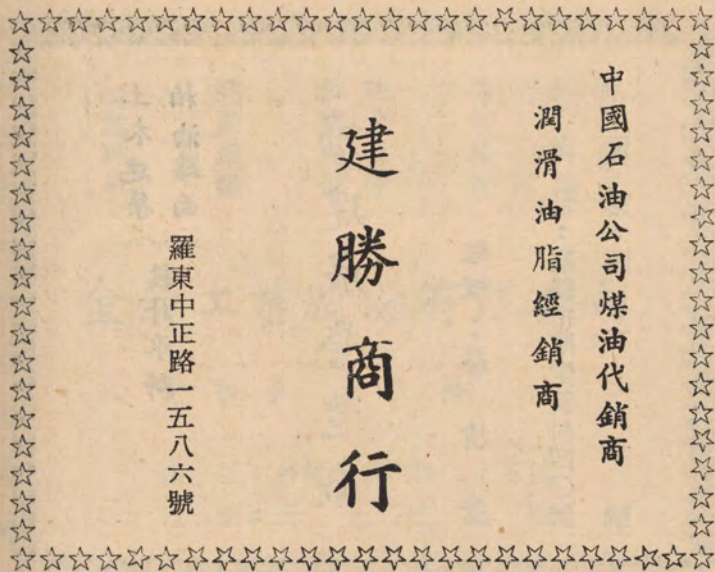 中國石油公司煤油代銷商
潤滑油脂經銷商
建勝商行
羅東中正路一五八六號